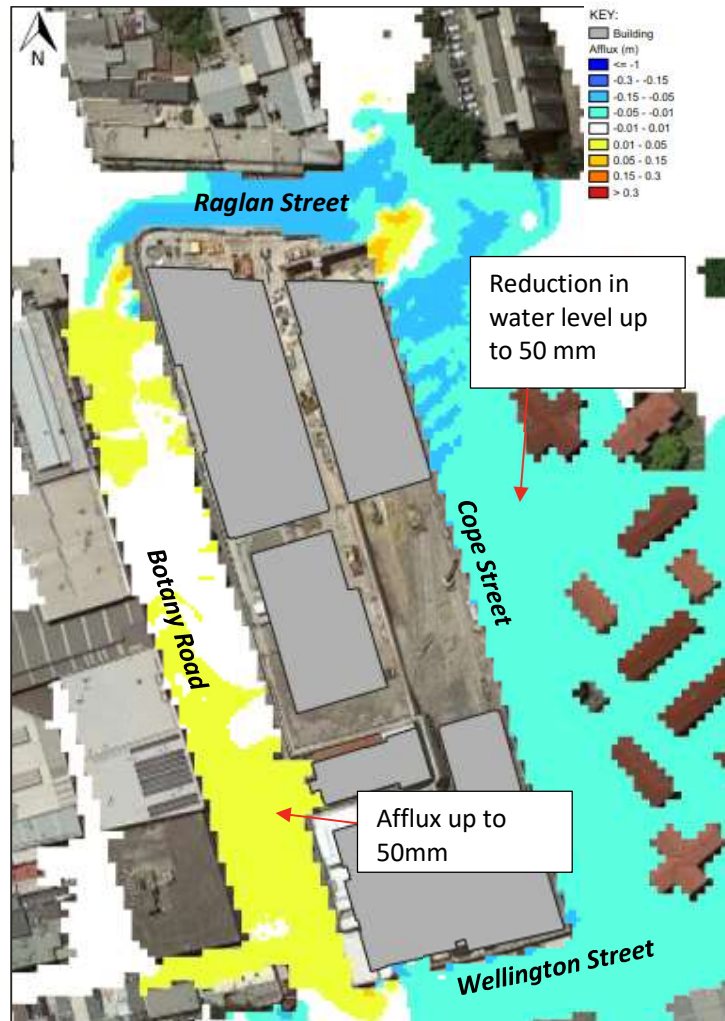 N
KEY:
Building
Afflux (m)
<= -1
-0.3 - -0.15
-0.15 - -0.05
-0.05 - -0.01
-0.01 - 0.01
0.01 - 0.05
0.05 - 0.15
0.15 - 0.3
> 0.3
Raglan Street
Reduction in
water level up
to 50 mm
Cope Street
Botany Road
Afflux up to
50mm
Wellington Street